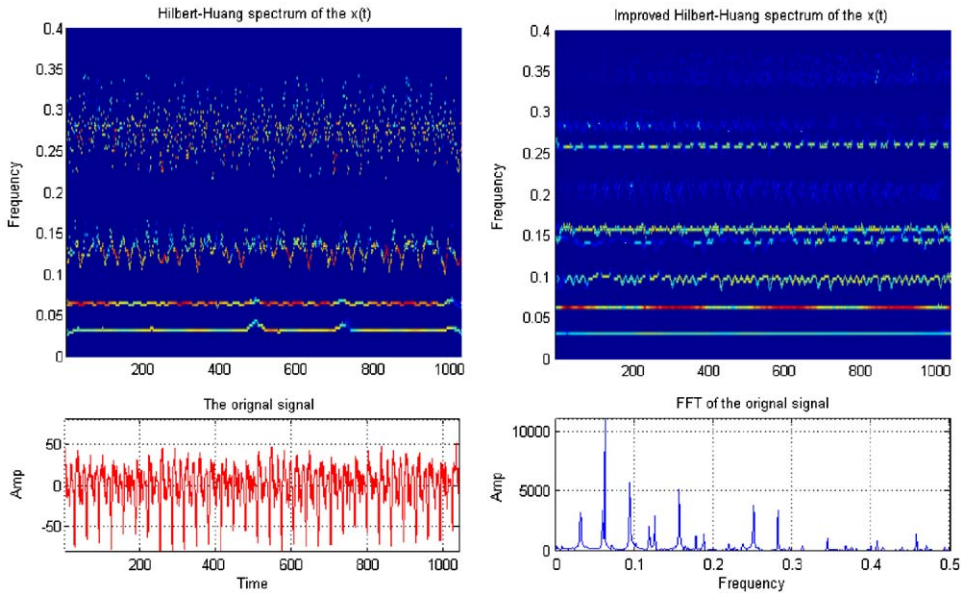 Hilbert-Huang spectrum of the x(t)
0.4
0.35
0.3
0.25
0.2
0.15
0.1
0.05
0
Frequency
200 400 600 800 1000
Improved Hilbert-Huang spectrum of the x(t)
0.4
0.35
0.3
0.25
0.2
0.15
0.1
0.05
0
Frequency
200 400 600 800 1000
The orignal signal
50
0
-50
Amp
200 400 600 800 1000
Time
FFT of the orignal signal
10000
5000
0
Amp
0 0.1 0.2 0.3 0.4 0.5
Frequency